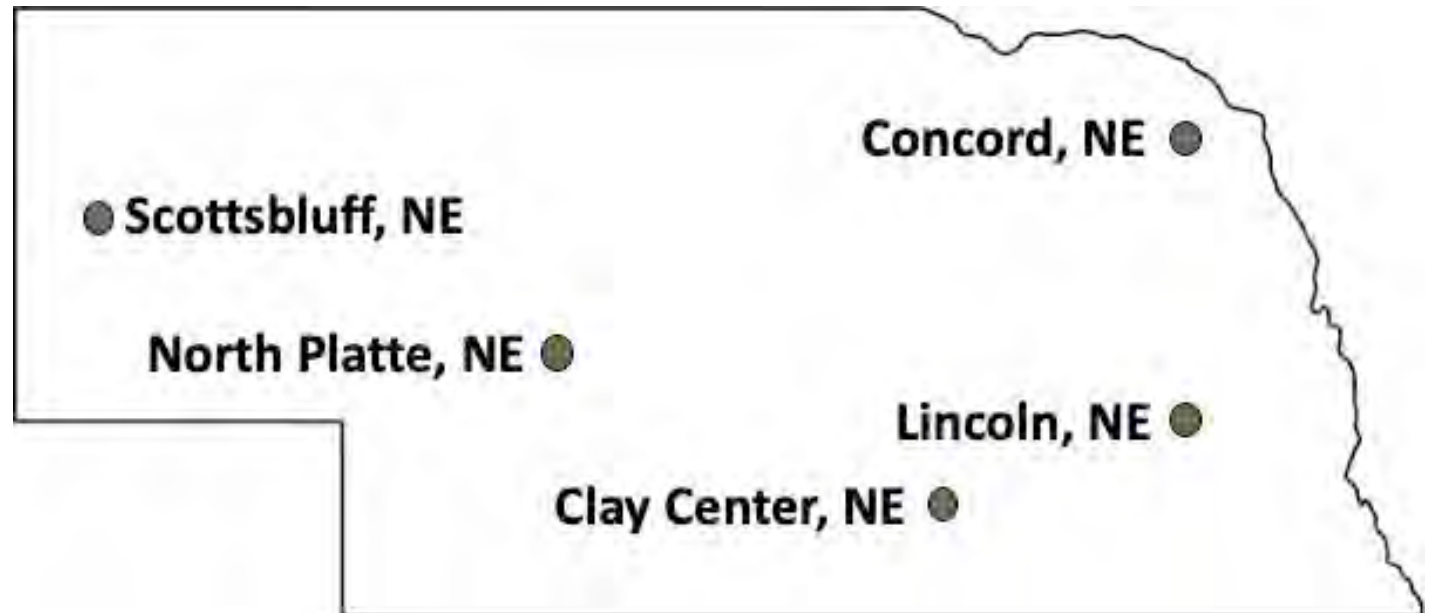 Concord, NE
Scottsbluff, NE
North Platte, NE
Lincoln, NE
Clay Center, NE